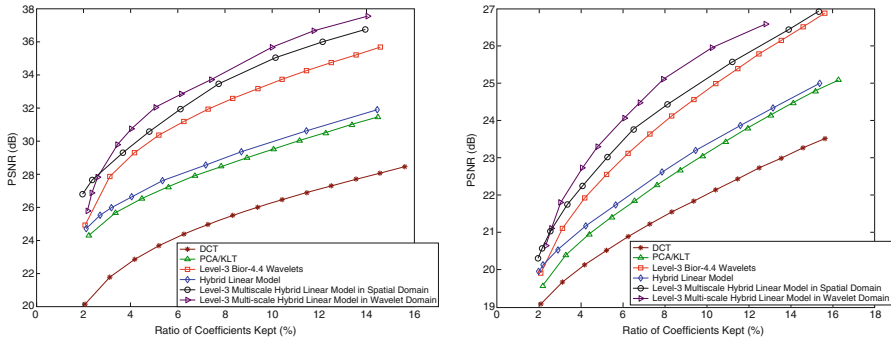 38
36
34
32
30
28
26
24
22
20
PSNR (dB)
0 2 4 6 8 10 12 14 16
Ratio of Coefficients Kept (%)
DCT
PCA/KLT
Level-3 Bior-4.4 Wavelets
Hybrid Linear Model
Level-3 Multiscale Hybrid Linear Model in Spatial Domain
Level-3 Multi-scale Hybrid Linear Model in Wavelet Domain
27
26
25
24
23
22
21
20
19
PSNR (dB)
0 2 4 6 8 10 12 14 16 18
Ratio of Coefficients Kept (%)
DCT
PCA/KLT
Level-3 Bior-4.4 Wavelets
Hybrid Linear Model
Level-3 Multiscale Hybrid Linear Model in Spatial Domain
Level-3 Multi-scale Hybrid Linear Model in Wavelet Domain